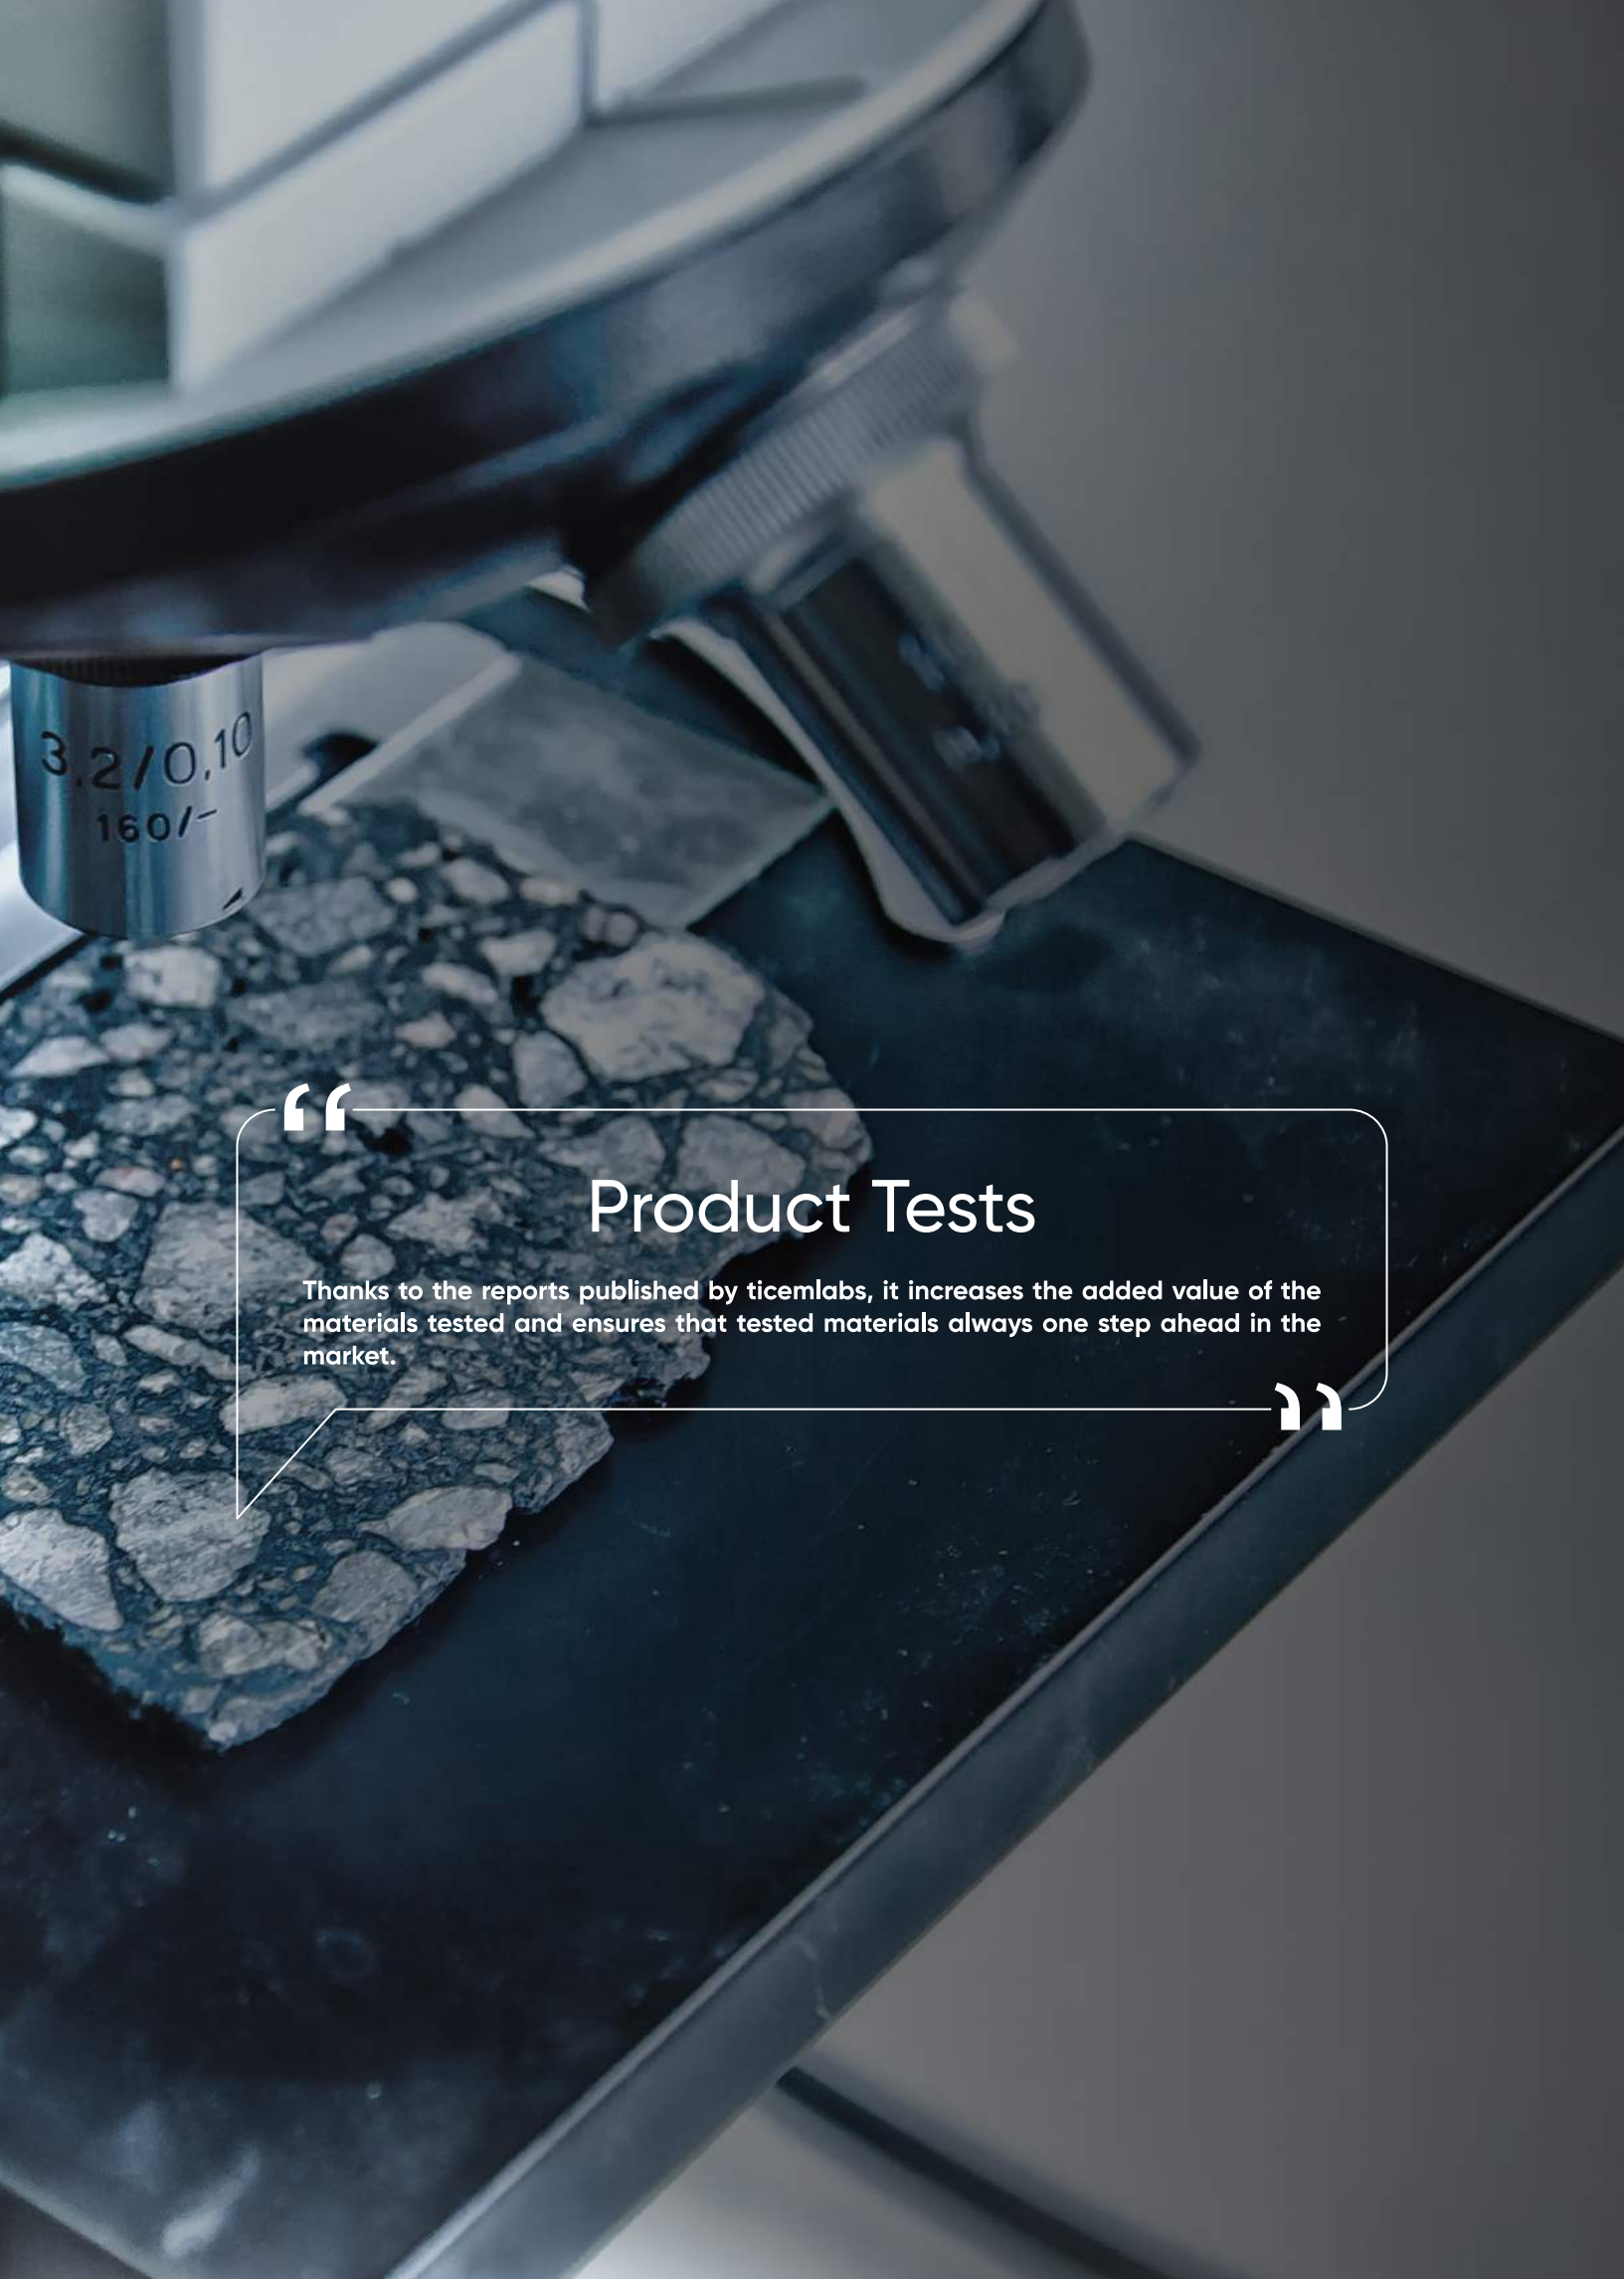 3.2/0,10
160/-
Product Tests
Thanks to the reports published by ticemlabs, it increases the added value of the
materials tested and ensures that tested materials always one step ahead in the
market.